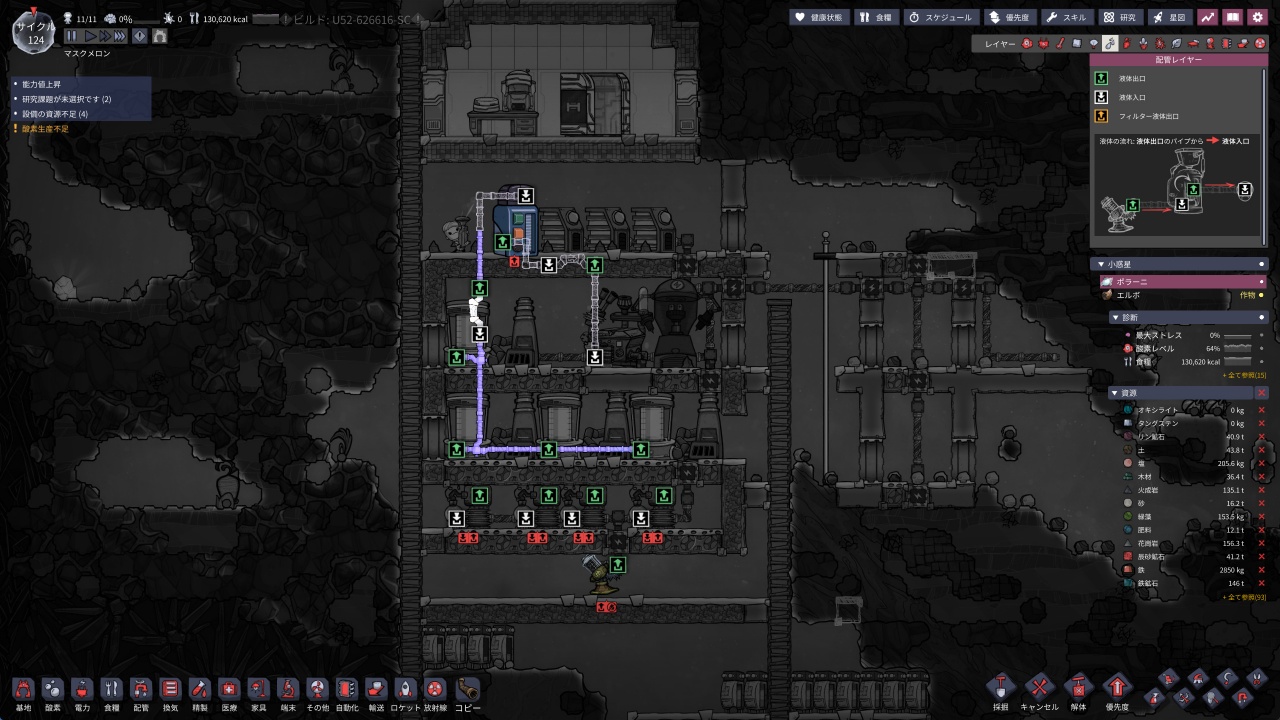 サイクル
124
11/11
0%
0
130,620 kcal
! ビルド: U52-626616-SC !
マスクメロン
能力値上昇
研究課題が未選択です (2)
設備の資源不足 (4)
酸素生産不足
健康状態
食糧
スケジュール
優先度
スキル
研究
星図
レイヤー
配管レイヤー
液体出口
液体入口
フィルター液体出口
液体の流れ: 液体出口のパイプから → 液体入口
小惑星
ポラーニ
エルボ 作物
診断
最大ストレス 0%
酸素レベル 64%
食糧 130,620 kcal
+ 全て参照(15)
資源
オキシライト 0 kg
タングステン 0 kg
リン鉱石 40.9 t
土 43.8 t
塩 205.6 kg
木材 36.4 t
火成岩 135.1 t
砂 16.2 t
緑藻 153.5 kg
肥料 12.1 t
花崗岩 156.3 t
辰砂鉱石 41.2 t
鉄 2850 kg
鉄鉱石 146 t
+ 全て参照(93)
基地
酸素
電力
食糧
配管
換気
精製
医療
家具
端末
その他
自動化
輸送
ロケット
放射線
コピー
採掘
キャンセル
解体
優先度